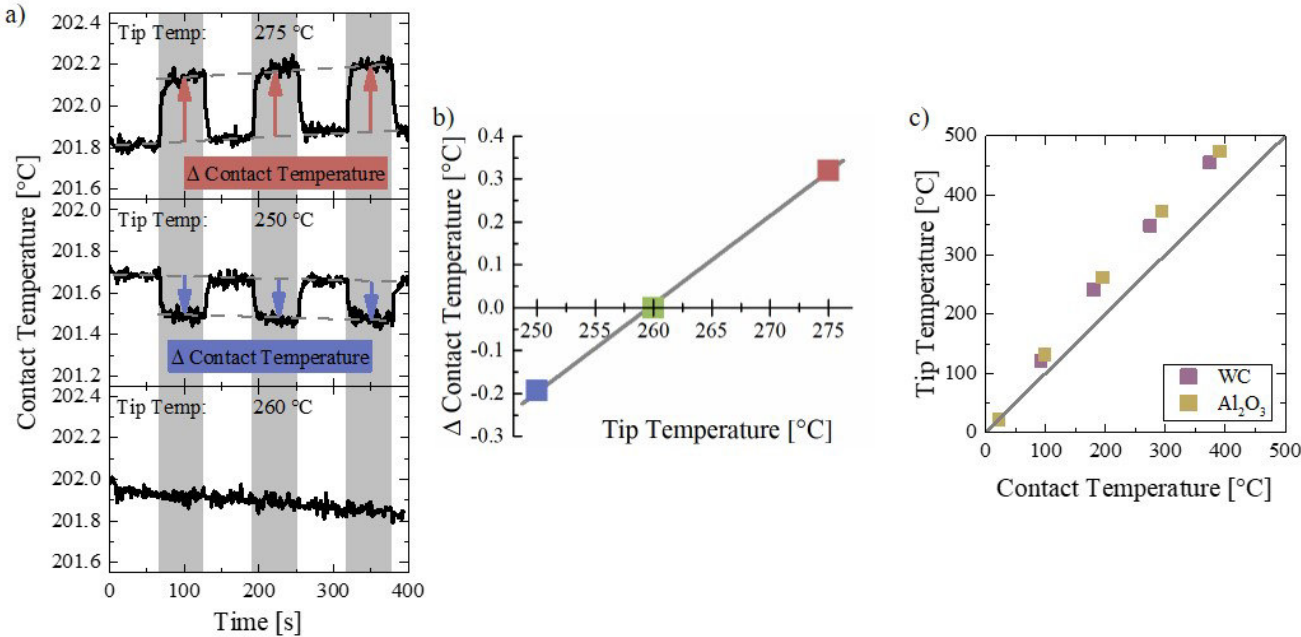 a)
Contact Temperature [°C]
202.4
202.2
202.0
201.8
201.6
Tip Temp: 275 °C
Δ Contact Temperature
202.0
201.8
201.6
201.4
201.2
Tip Temp: 250 °C
Δ Contact Temperature
202.4
202.2
202.0
201.8
201.6
Tip Temp: 260 °C
0 100 200 300 400
Time [s]
b)
Δ Contact Temperature [°C]
0.4
0.3
0.2
0.1
0.0
-0.1
-0.2
-0.3
250 255 260 265 270 275
Tip Temperature [°C]
c)
Tip Temperature [°C]
500
400
300
200
100
0
WC
Al₂O₃
0 100 200 300 400 500
Contact Temperature [°C]